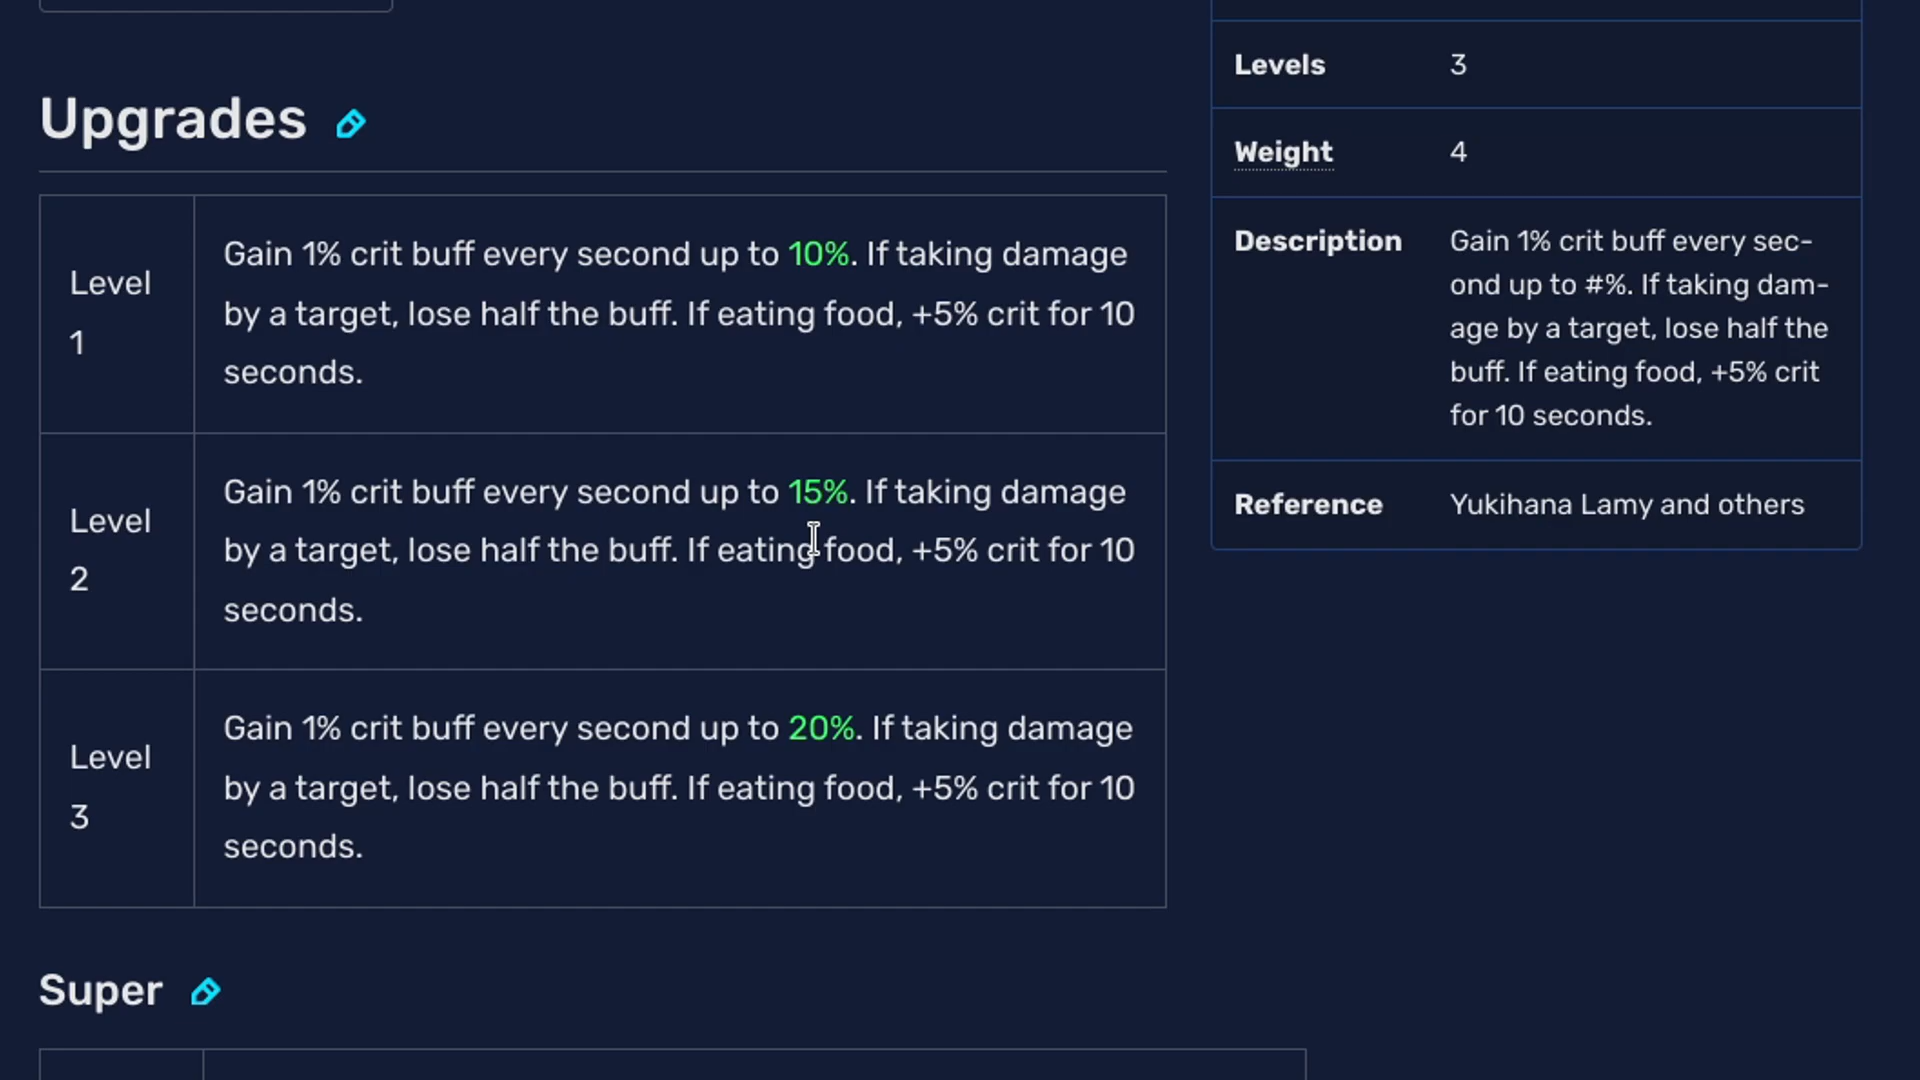 Upgrades
Level
1
Gain 1% crit buff every second up to 10%. If taking damage
by a target, lose half the buff. If eating food, +5% crit for 10
seconds.
Level
2
Gain 1% crit buff every second up to 15%. If taking damage
by a target, lose half the buff. If eating food, +5% crit for 10
seconds.
Level
3
Gain 1% crit buff every second up to 20%. If taking damage
by a target, lose half the buff. If eating food, +5% crit for 10
seconds.
Super
Levels 3
Weight 4
Description Gain 1% crit buff every sec-
ond up to #%. If taking dam-
age by a target, lose half the
buff. If eating food, +5% crit
for 10 seconds.
Reference Yukihana Lamy and others